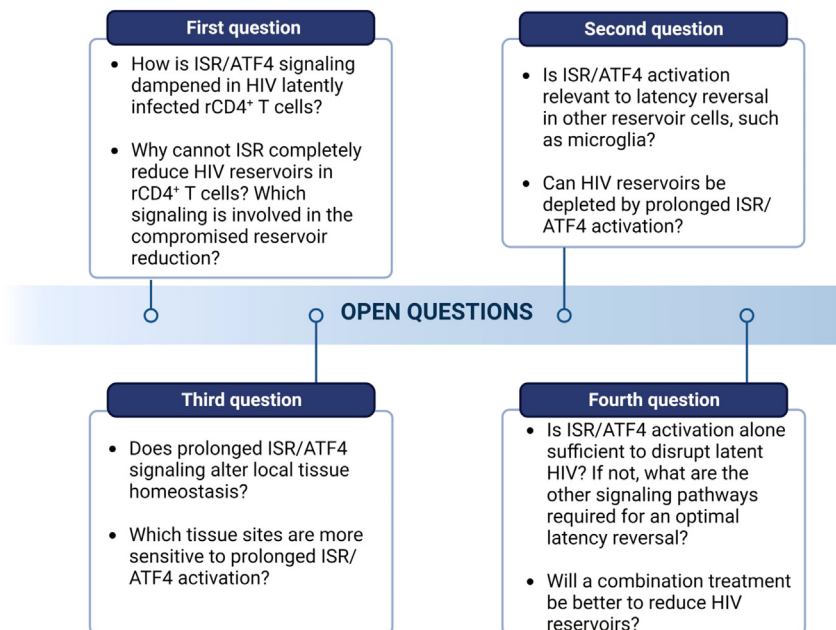 First question
• How is ISR/ATF4 signaling
dampened in HIV latently
infected rCD4⁺ T cells?
• Why cannot ISR completely
reduce HIV reservoirs in
rCD4⁺ T cells? Which
signaling is involved in the
compromised reservoir
reduction?
Second question
• Is ISR/ATF4 activation
relevant to latency reversal
in other reservoir cells, such
as microglia?
• Can HIV reservoirs be
depleted by prolonged ISR/
ATF4 activation?
OPEN QUESTIONS
Third question
• Does prolonged ISR/ATF4
signaling alter local tissue
homeostasis?
• Which tissue sites are more
sensitive to prolonged ISR/
ATF4 activation?
Fourth question
• Is ISR/ATF4 activation alone
sufficient to disrupt latent
HIV? If not, what are the
other signaling pathways
required for an optimal
latency reversal?
• Will a combination treatment
be better to reduce HIV
reservoirs?